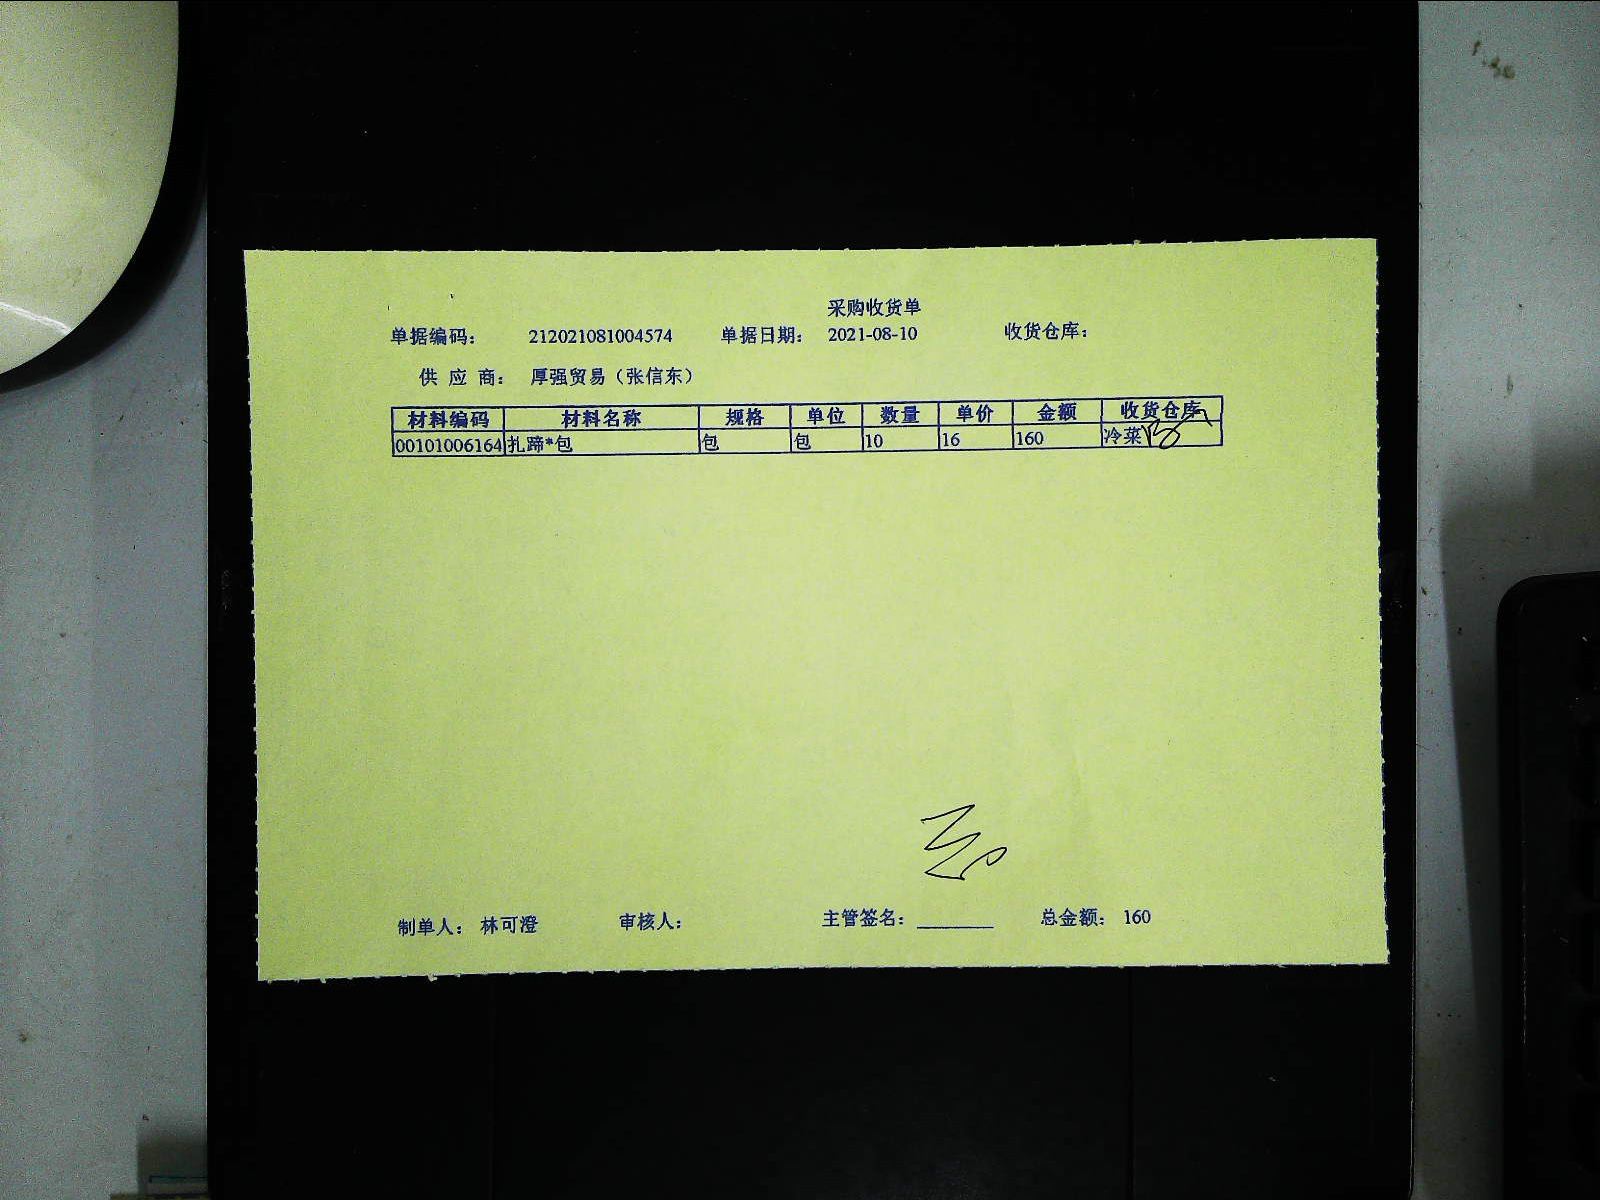 采购收货单
单据编码: 212021081004574 单据日期: 2021-08-10 收货仓库:
供 应 商: 厚强贸易（张信东）
材料编码 材料名称 规格 单位 数量 单价 金额 收货仓库
00101006164 扎蹄*包 包 包 10 16 160 冷菜
制单人: 林可澄 审核人: 主管签名: 总金额: 160